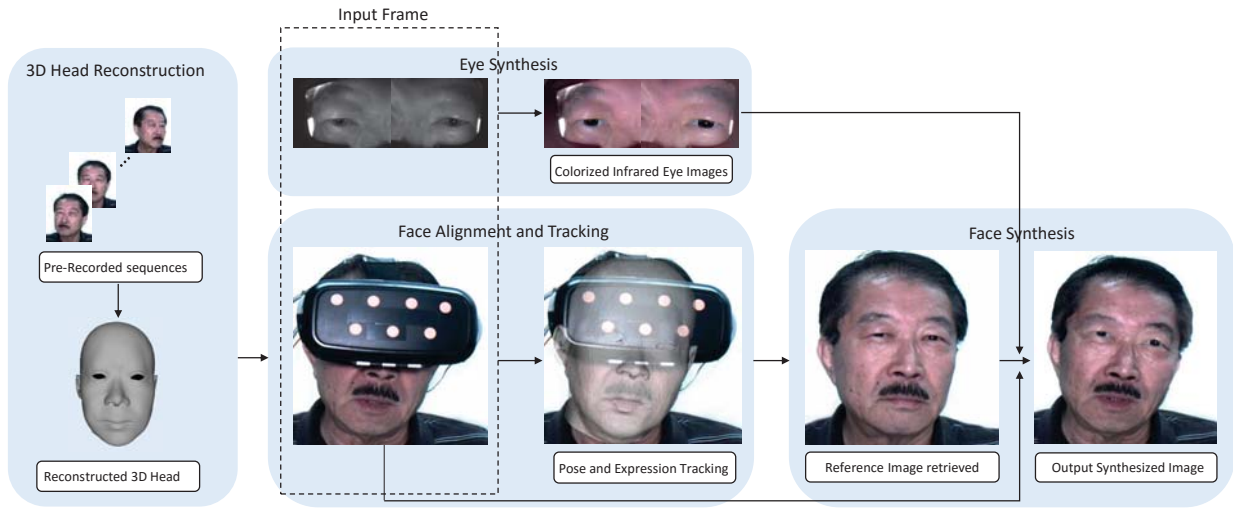 Input Frame
3D Head Reconstruction
Eye Synthesis
Colorized Infrared Eye Images
Face Alignment and Tracking
Face Synthesis
Pre-Recorded sequences
Reconstructed 3D Head
Pose and Expression Tracking
Reference Image retrieved
Output Synthesized Image